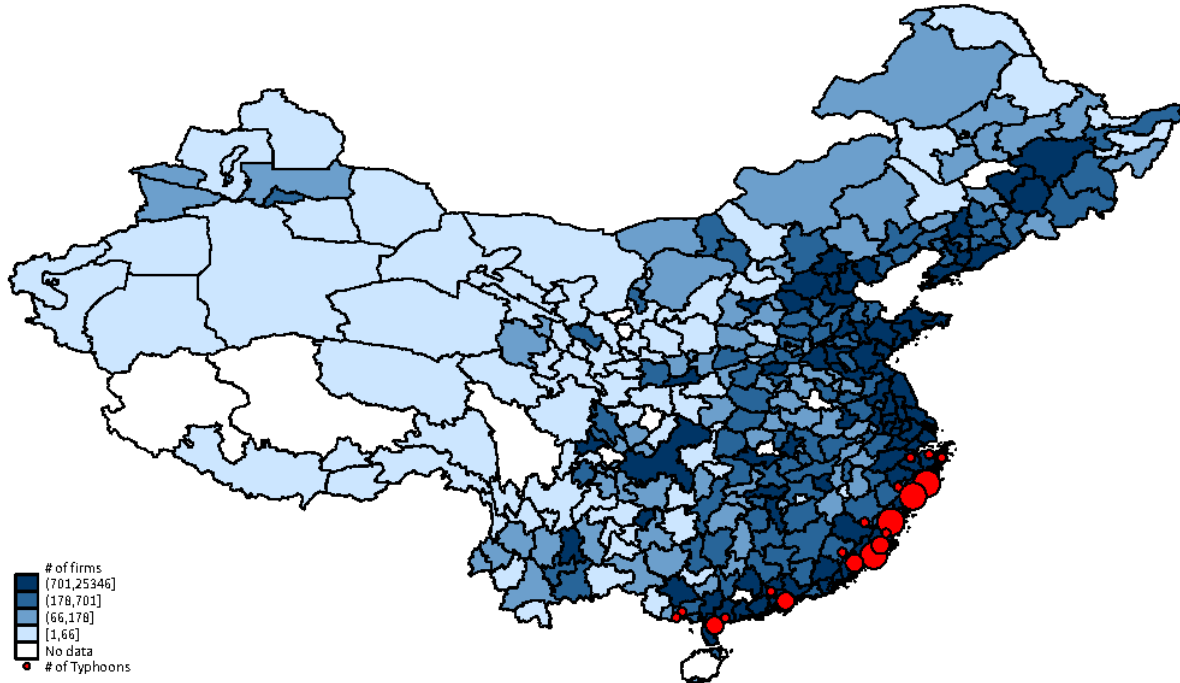 # of firms
(701,25346]
(178,701]
(66,178]
[1,66]
No data
# of Typhoons